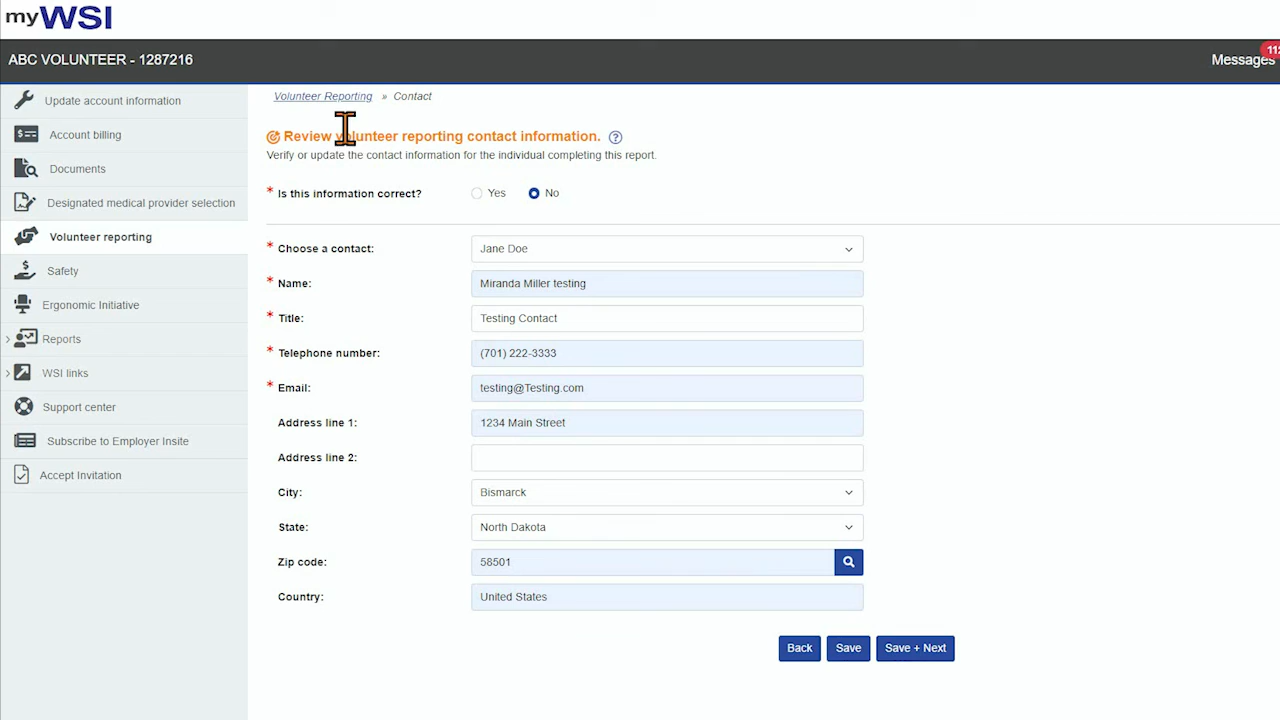 myWSI
ABC VOLUNTEER - 1287216
Messages
Update account information
Account billing
Documents
Designated medical provider selection
Volunteer reporting
Safety
Ergonomic Initiative
Reports
WSI links
Support center
Subscribe to Employer Insite
Accept Invitation
Volunteer Reporting » Contact
Review volunteer reporting contact information. ?
Verify or update the contact information for the individual completing this report.
* Is this information correct? Yes No
* Choose a contact: Jane Doe
* Name: Miranda Miller testing
* Title: Testing Contact
* Telephone number: (701) 222-3333
* Email: testing@Testing.com
Address line 1: 1234 Main Street
Address line 2:
City: Bismarck
State: North Dakota
Zip code: 58501
Country: United States
Back Save Save + Next